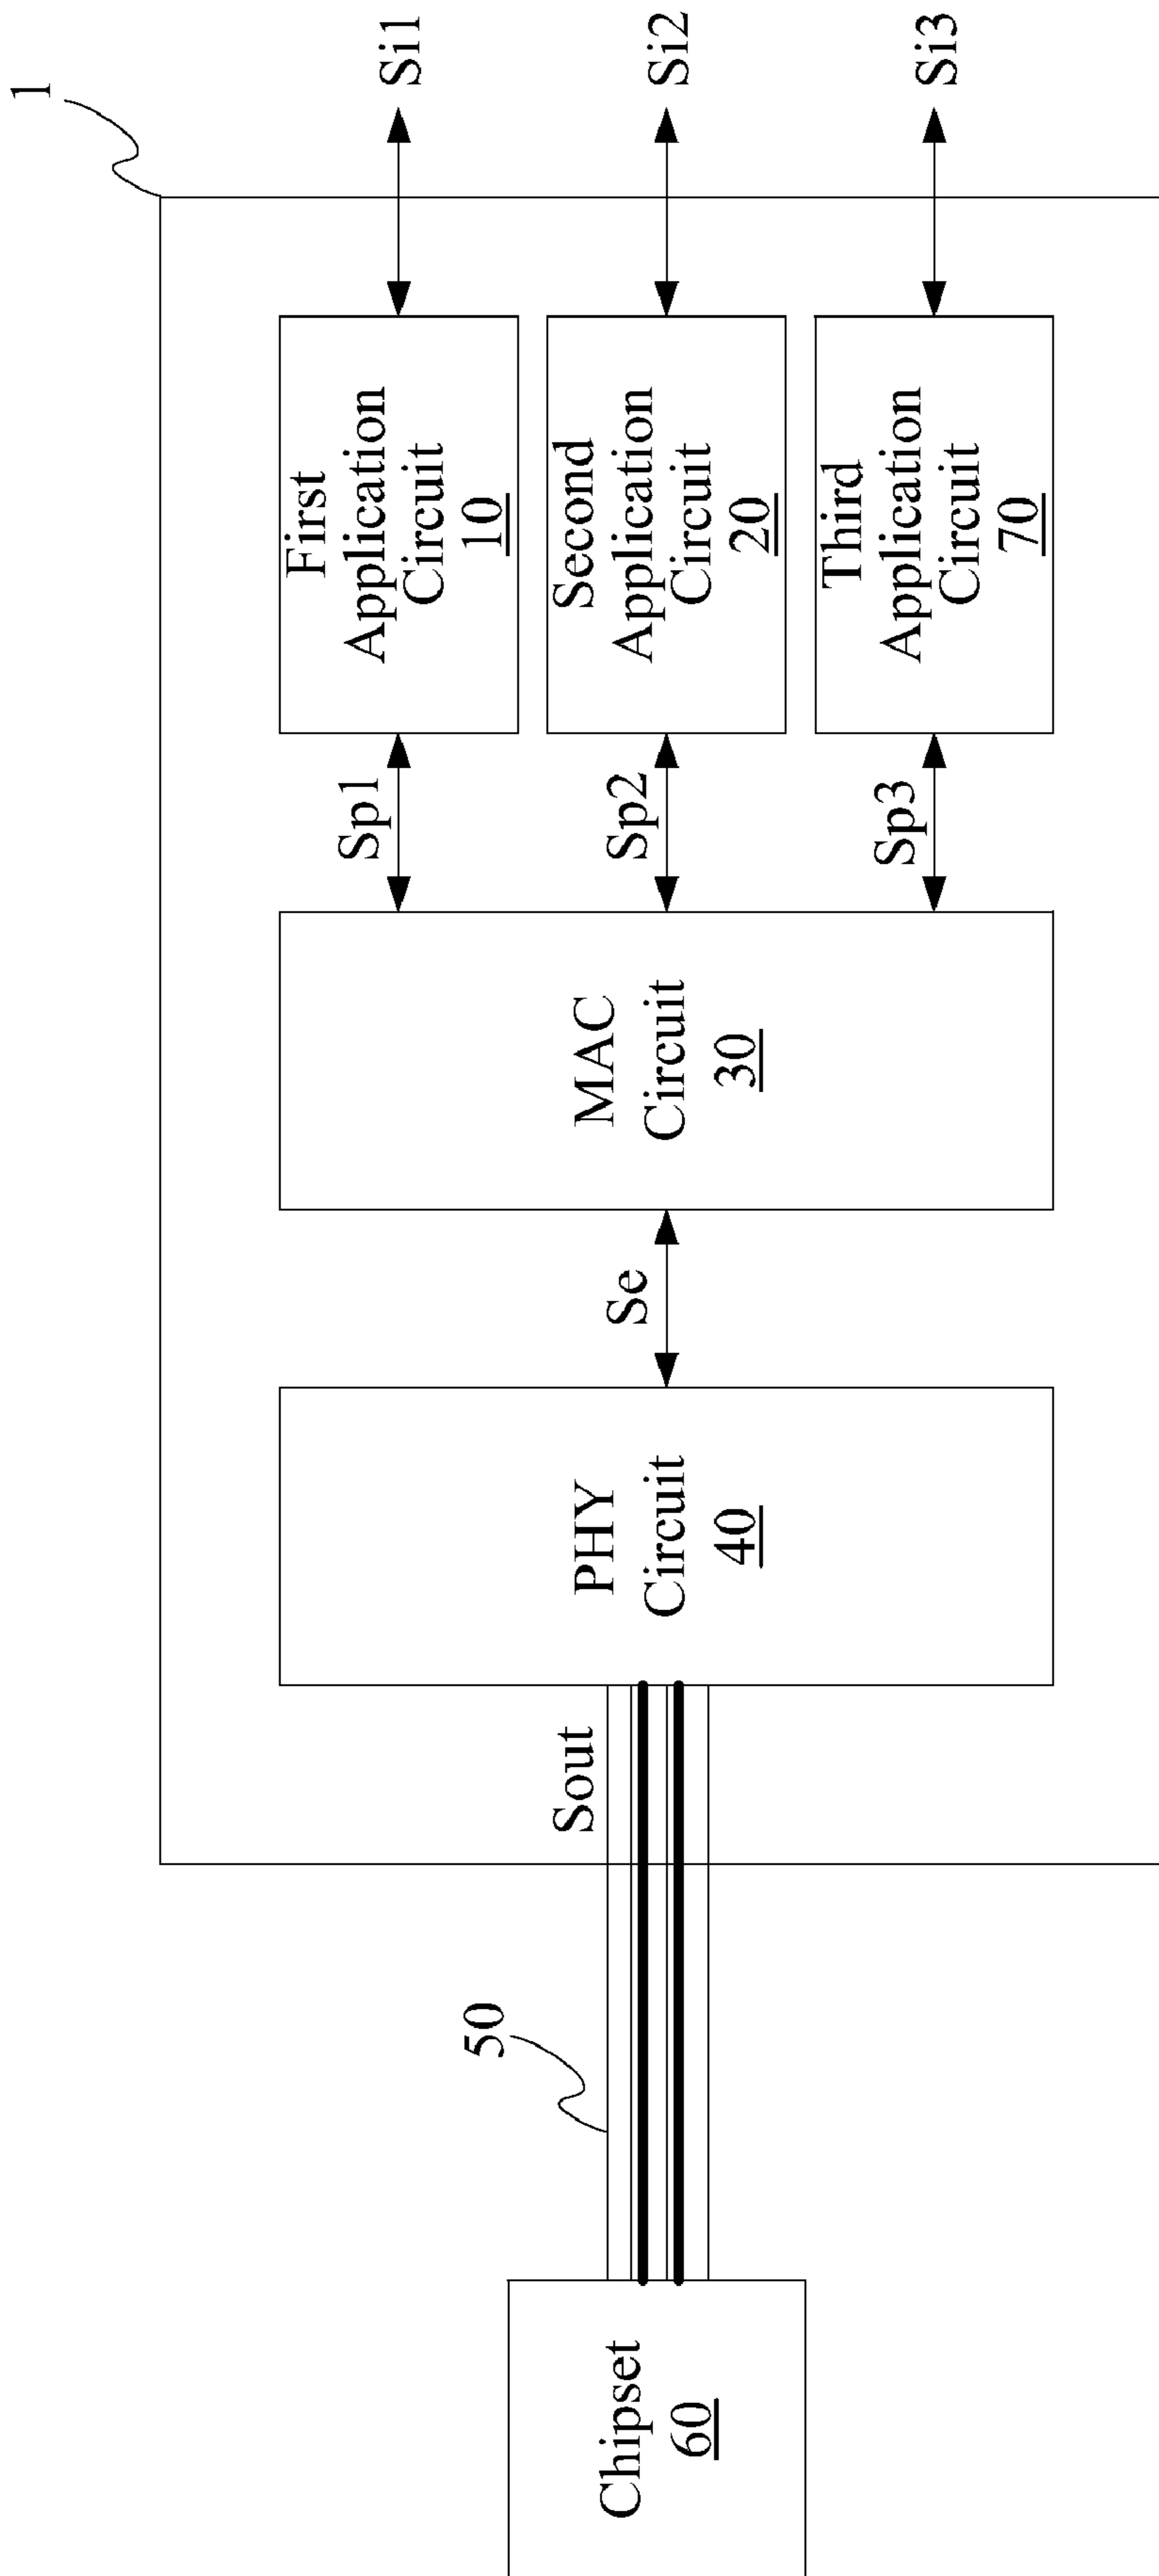 1
Si1
Si2
Si3
First
Application
Circuit
10
Second
Application
Circuit
20
Third
Application
Circuit
70
Sp1
Sp2
Sp3
MAC
Circuit
30
Se
PHY
Circuit
40
Sout
50
Chipset
60